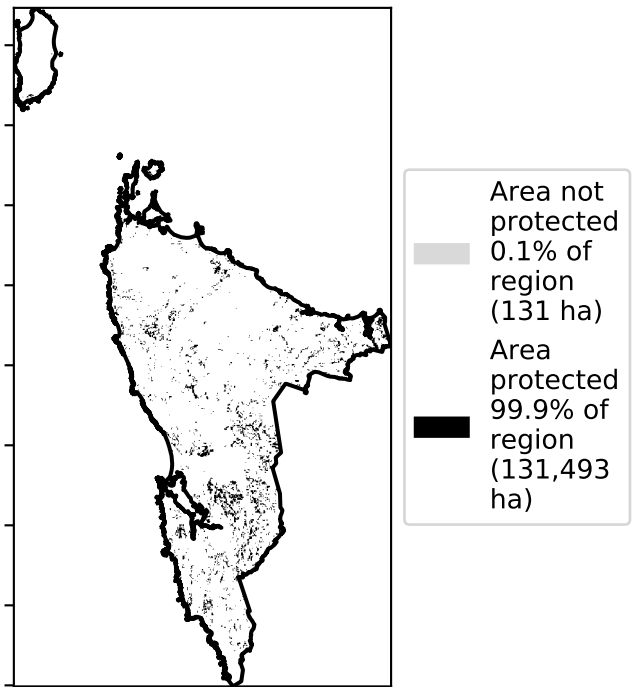 Area not
protected
0.1% of
region
(131 ha)
Area
protected
99.9% of
region
(131,493
ha)